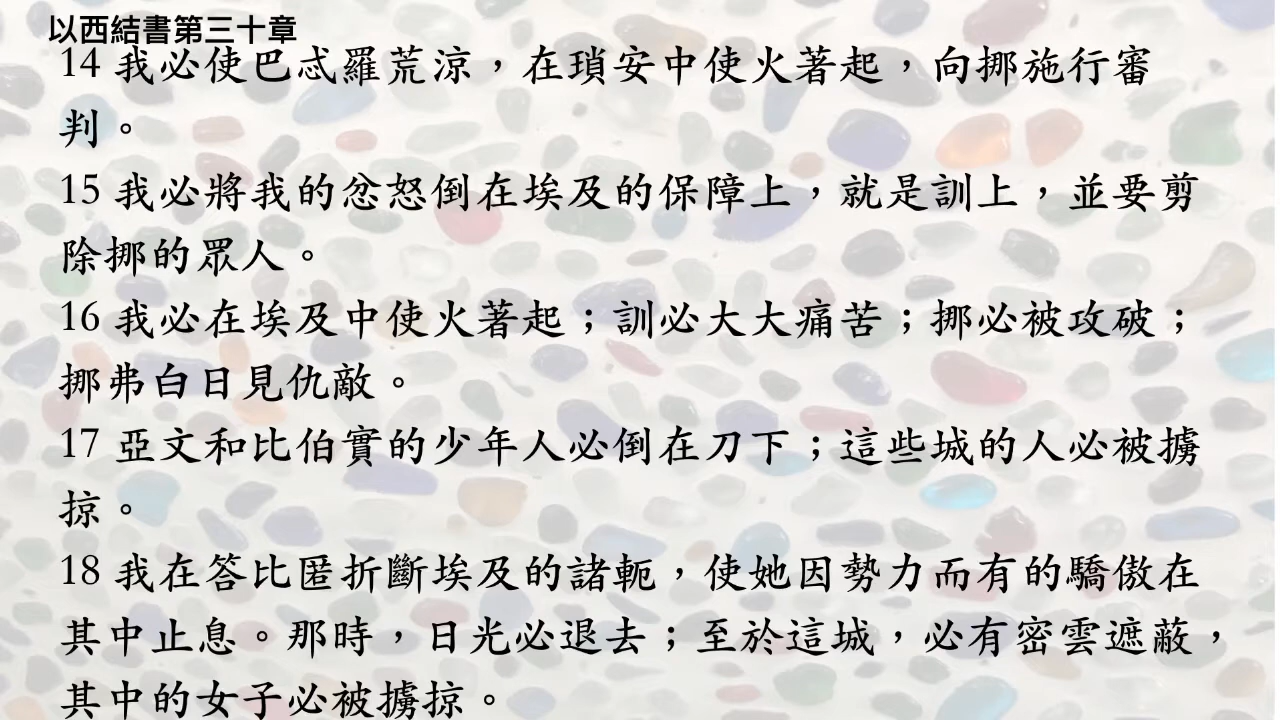 以西結書第三十章
14 我必使巴忒羅荒涼，在瑣安中使火著起，向挪施行審
判。
15 我必將我的忿怒倒在埃及的保障上，就是訓上，並要剪
除挪的眾人。
16 我必在埃及中使火著起；訓必大大痛苦；挪必被攻破；
挪弗白日見仇敵。
17 亞文和比伯實的少年人必倒在刀下；這些城的人必被擄
掠。
18 我在答比匿折斷埃及的諸軛，使她因勢力而有的驕傲在
其中止息。那時，日光必退去；至於這城，必有密雲遮蔽，
其中的女子必被擄掠。